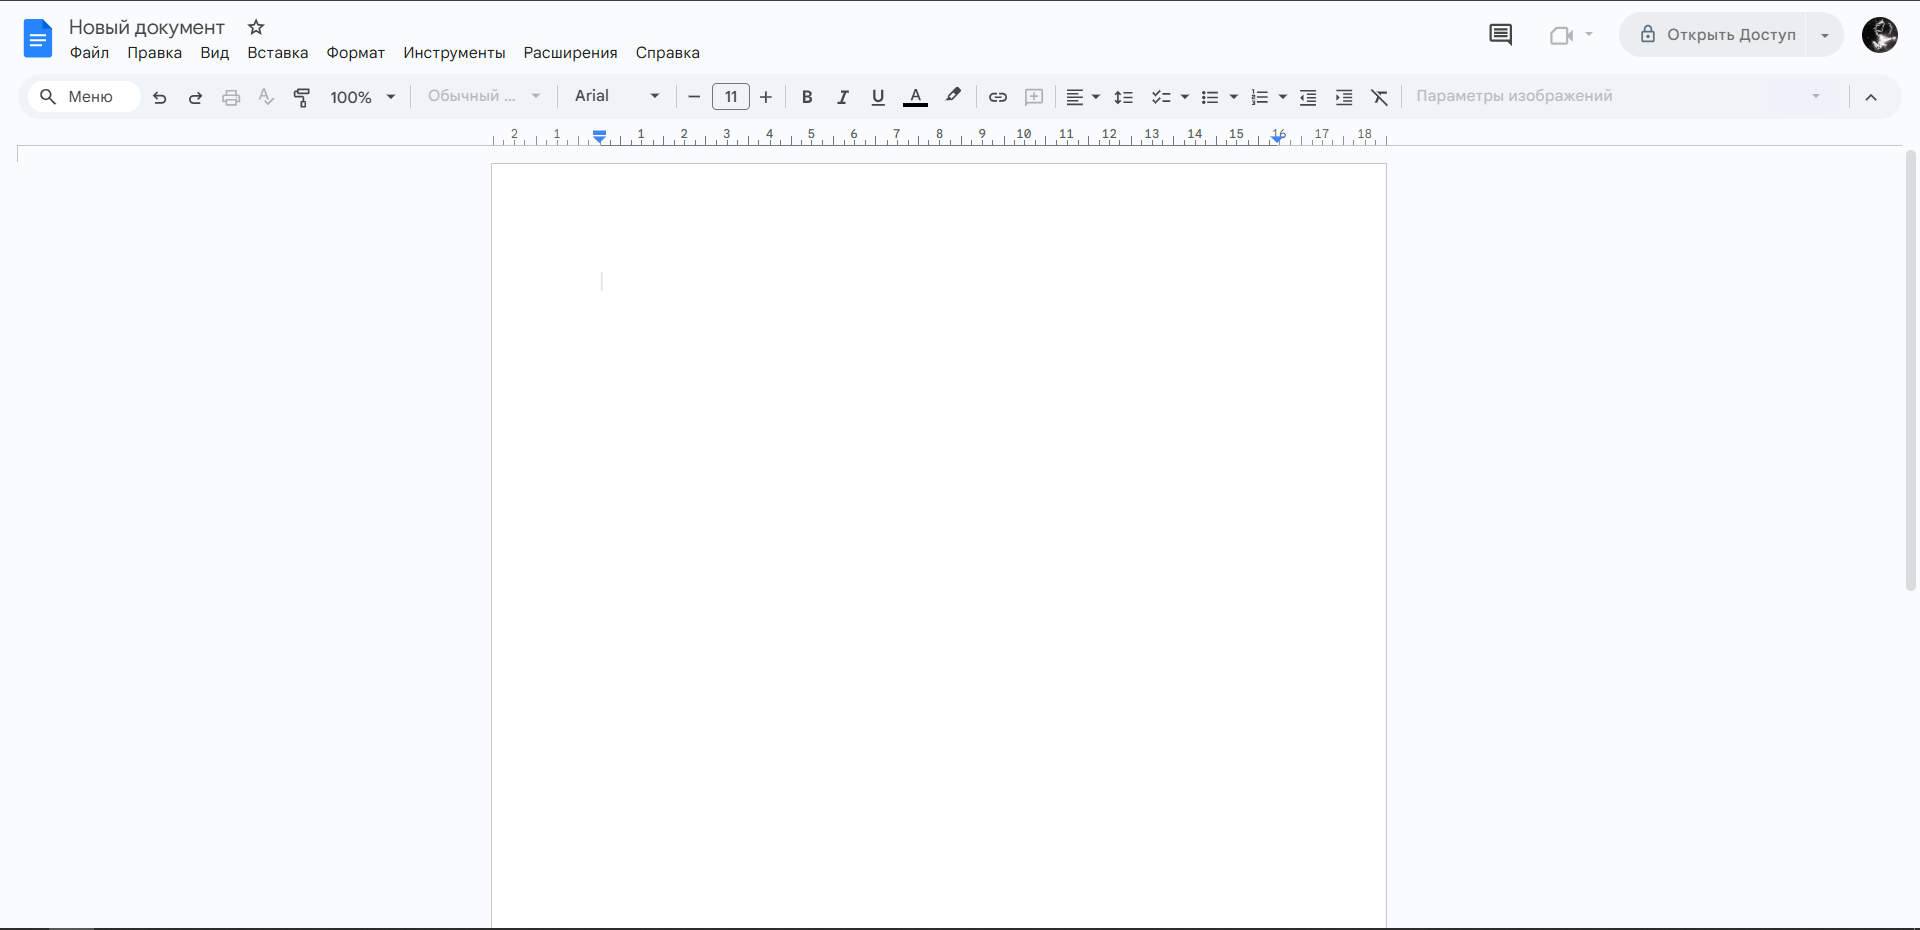 Новый документ
Файл Правка Вид Вставка Формат Инструменты Расширения Справка
Открыть Доступ
Меню 100% Обычный ... Arial 11 Параметры изображений
2 1 1 2 3 4 5 6 7 8 9 10 11 12 13 14 15 16 17 18